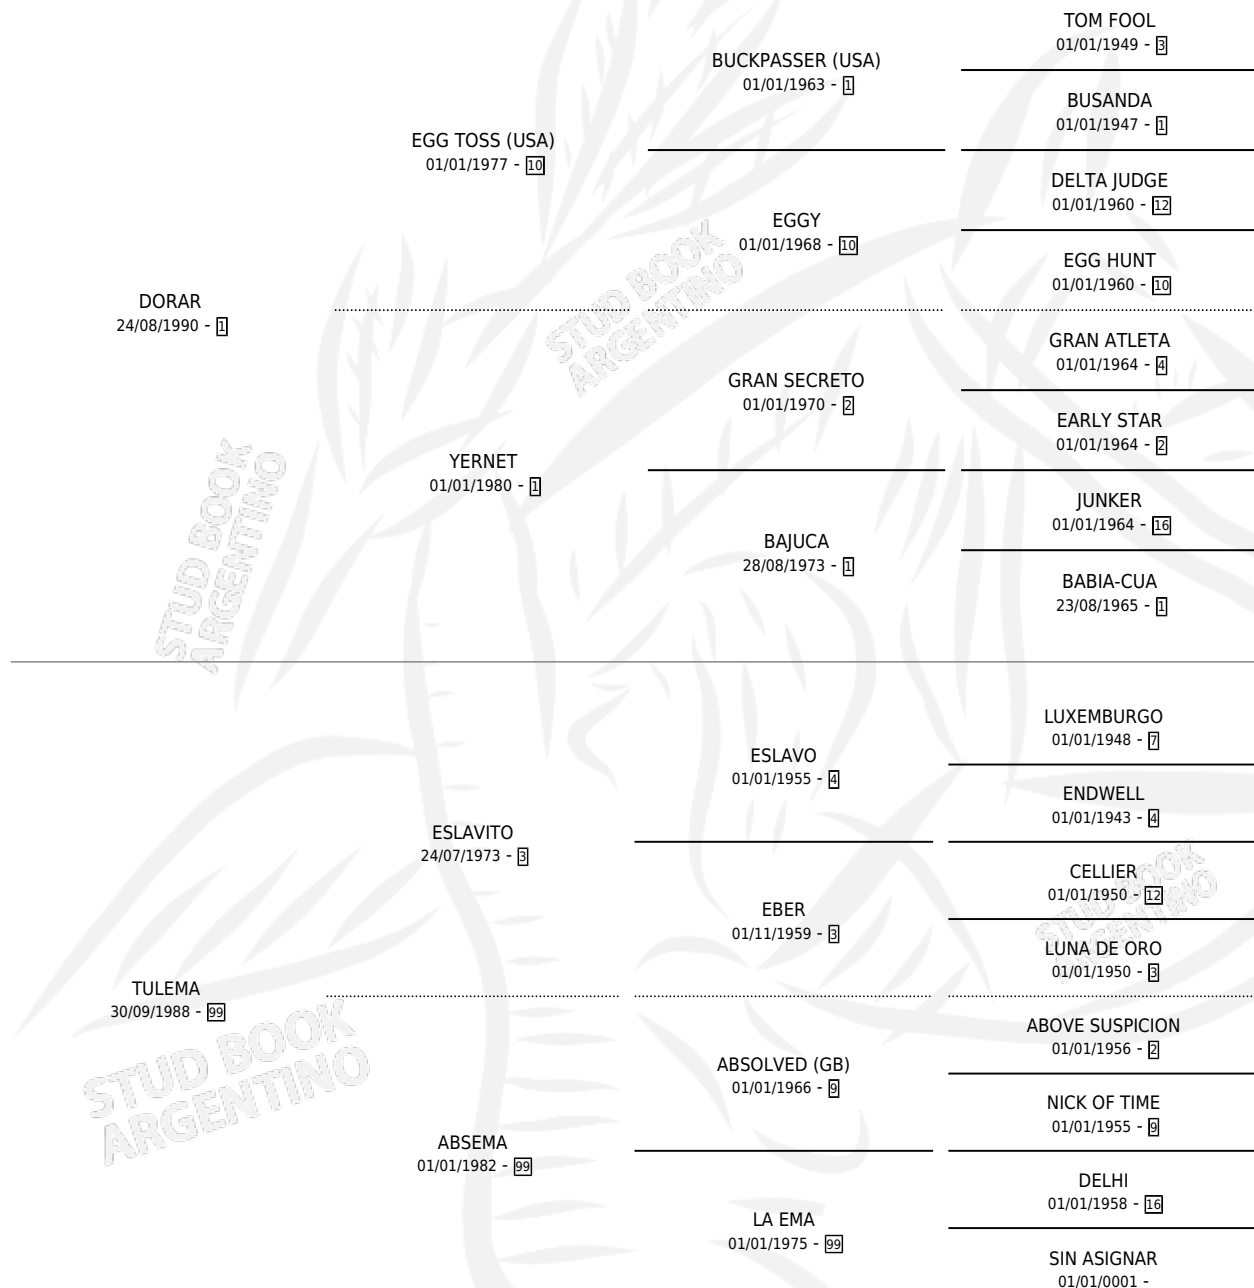 TOM FOOL
01/01/1949 - 3
BUCKPASSER (USA)
01/01/1963 - 1
BUSANDA
01/01/1947 - 1
EGG TOSS (USA)
01/01/1977 - 10
DELTA JUDGE
01/01/1960 - 12
EGGY
01/01/1968 - 10
EGG HUNT
01/01/1960 - 10
DORAR
24/08/1990 - 1
STUD BOOK
ARGENTINO
GRAN ATLETA
01/01/1964 - 4
GRAN SECRETO
01/01/1970 - 2
EARLY STAR
01/01/1964 - 2
YERNET
01/01/1980 - 1
STUD BOOK
ARGENTINO
JUNKER
01/01/1964 - 16
BAJUCA
28/08/1973 - 1
BABIA-CUA
23/08/1965 - 1
LUXEMBURGO
01/01/1948 - 7
ESLAVO
01/01/1955 - 4
ENDWELL
01/01/1943 - 4
ESLAVITO
24/07/1973 - 3
CELLIER
01/01/1950 - 12
STUD BOOK
ARGENTINO
EBER
01/11/1959 - 3
LUNA DE ORO
01/01/1950 - 3
TULEMA
30/09/1988 - 99
STUD BOOK
ARGENTINO
ABOVE SUSPICION
01/01/1956 - 2
ABSOLVED (GB)
01/01/1966 - 9
NICK OF TIME
01/01/1955 - 9
ABSEMA
01/01/1982 - 99
DELHI
01/01/1958 - 16
LA EMA
01/01/1975 - 99
SIN ASIGNAR
01/01/0001 -